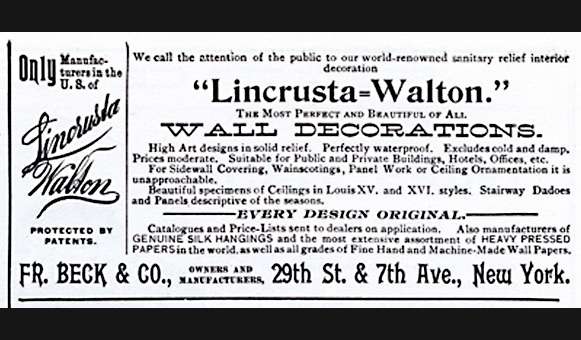 Only Manufac-
turers in the
U. S. of
Lincrusta
Walton
PROTECTED BY
PATENTS.
We call the attention of the public to our world-renowned sanitary relief interior
decoration
“Lincrusta=Walton.”
THE MOST PERFECT AND BEAUTIFUL OF ALL
WALL DECORATIONS.
High Art designs in solid relief. Perfectly waterproof. Excludes cold and damp.
Prices moderate. Suitable for Public and Private Buildings, Hotels, Offices, etc.
For Sidewall Covering, Wainscotings, Panel Work or Ceiling Ornamentation it is
unapproachable.
Beautiful specimens of Ceilings in Louis XV. and XVI. styles. Stairway Dadoes
and Panels descriptive of the seasons.
EVERY DESIGN ORIGINAL.
Catalogues and Price-Lists sent to dealers on application. Also manufacturers of
GENUINE SILK HANGINGS and the most extensive assortment of HEAVY PRESSED
PAPERS in the world, as well as all grades of Fine Hand and Machine-Made Wall Papers.
FR. BECK & CO., OWNERS AND MANUFACTURERS, 29th St. & 7th Ave., New York.